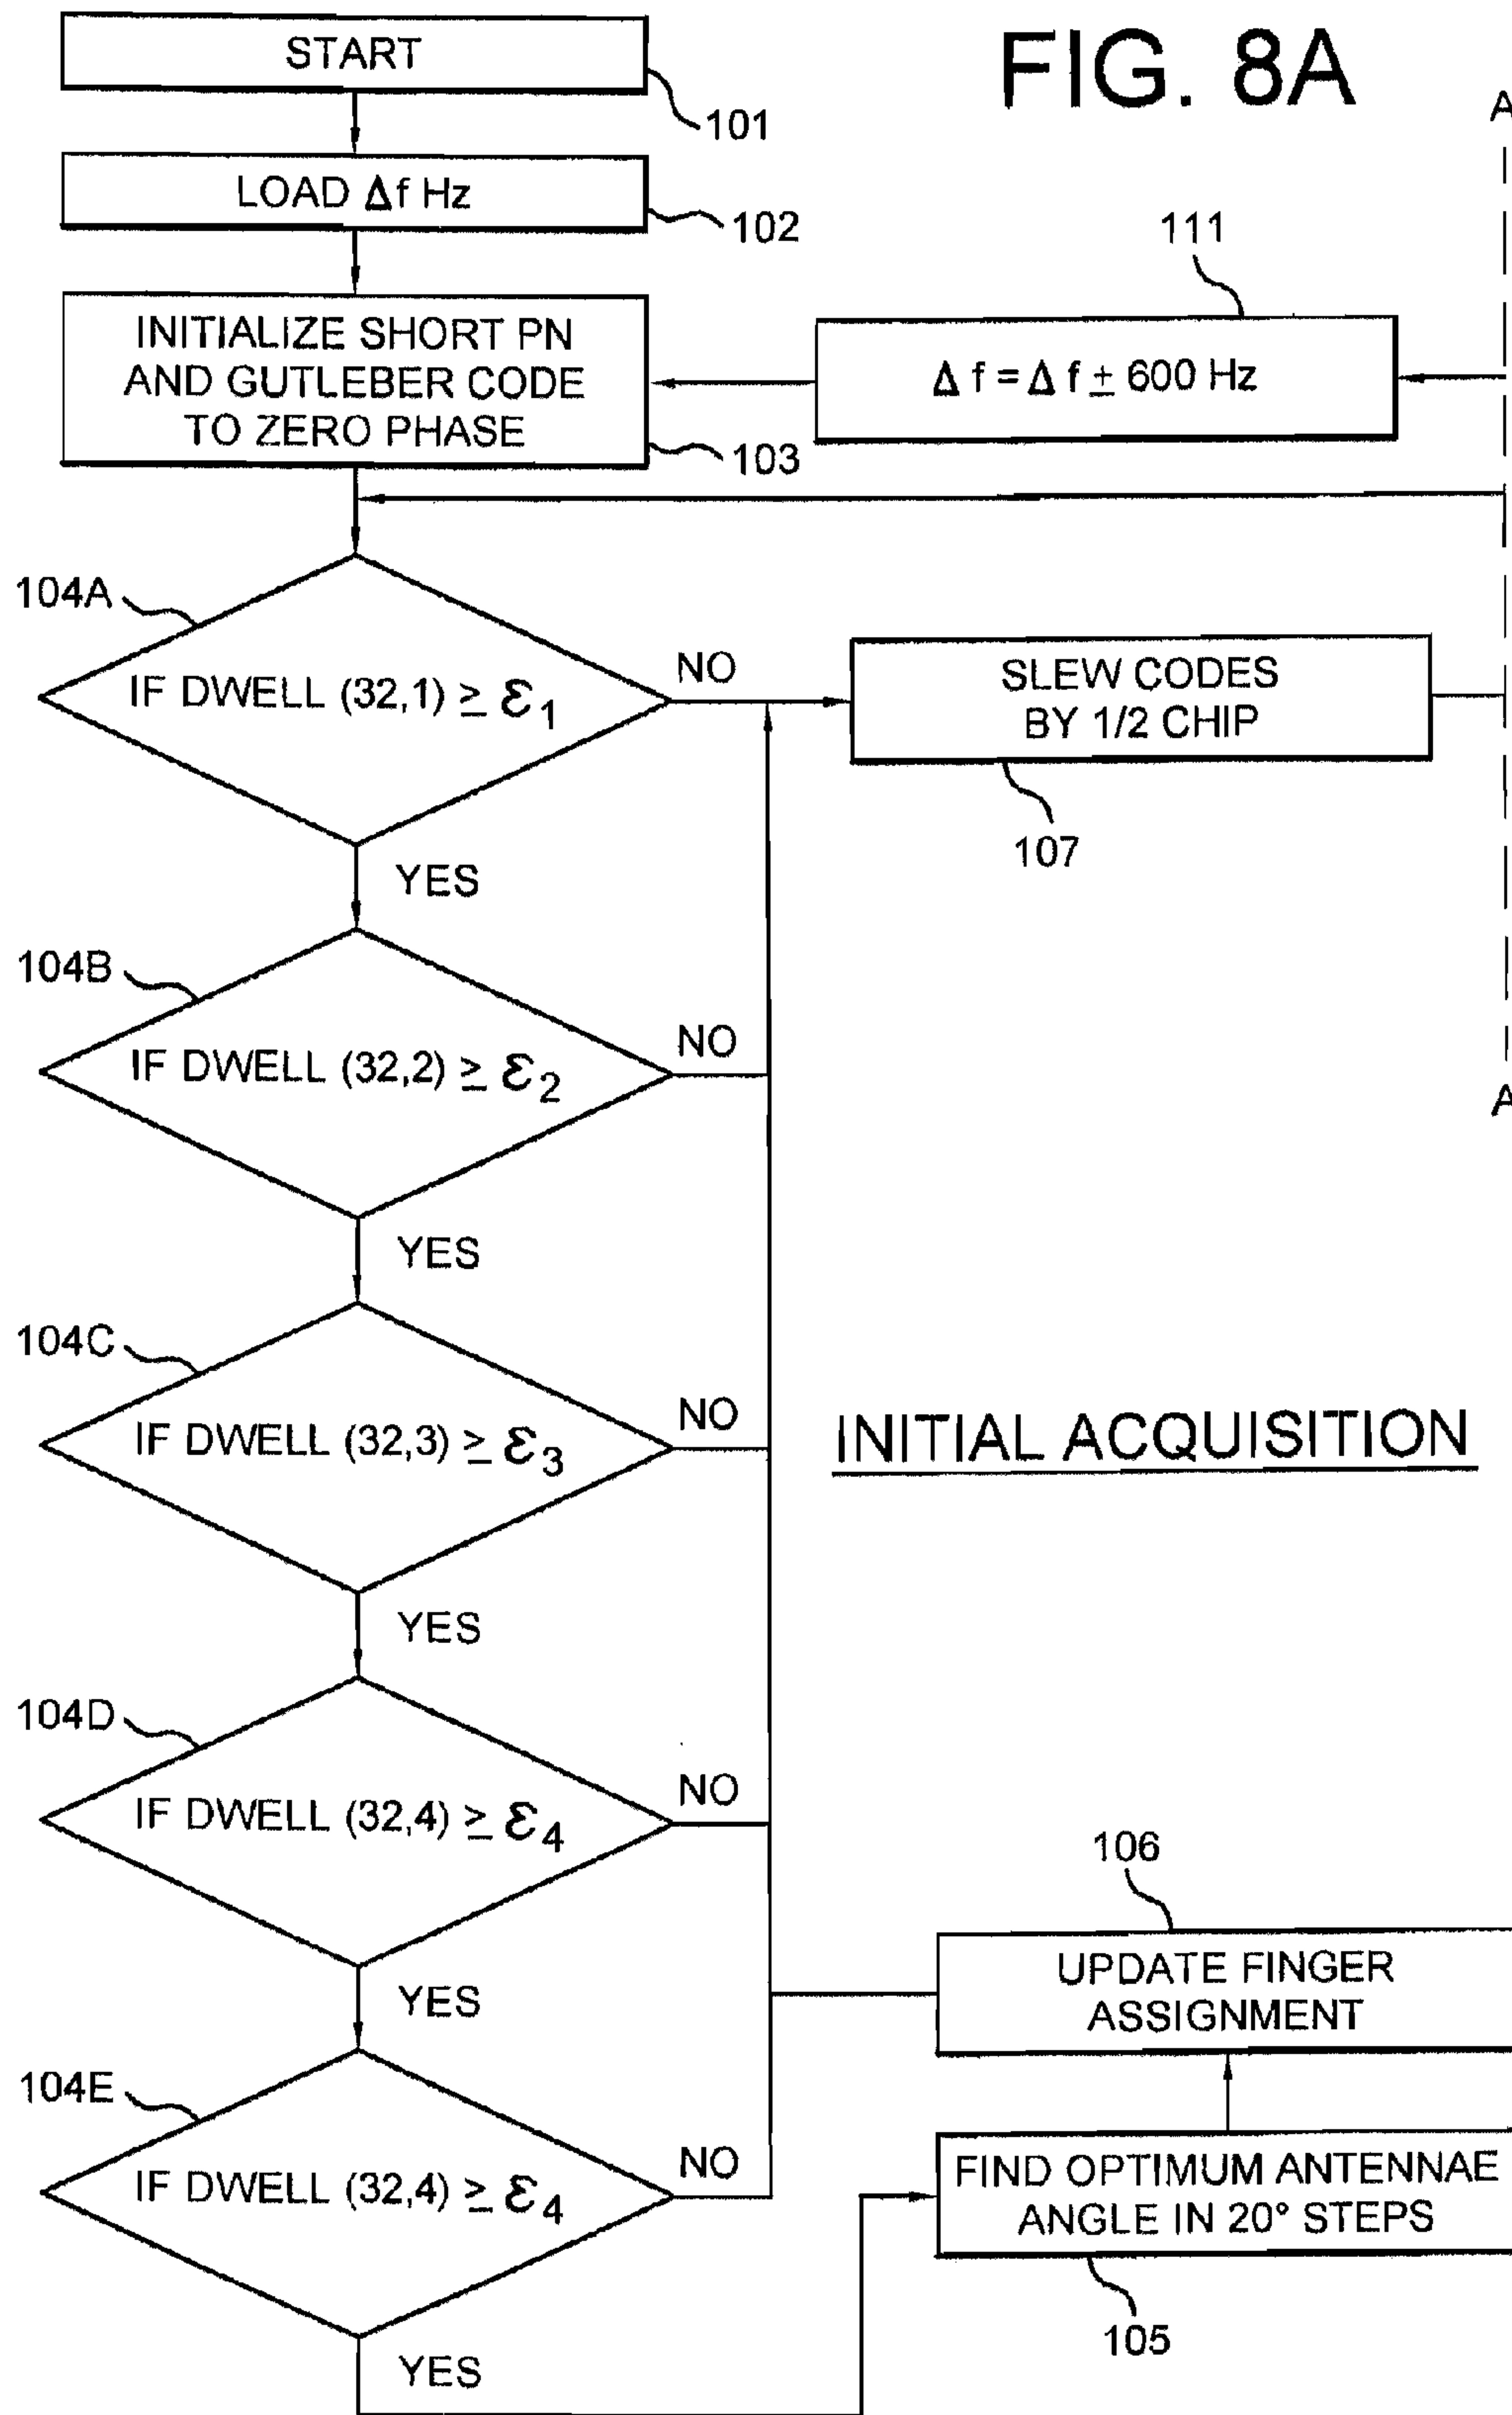 FIG. 8A
START
101
A
LOAD Δf Hz
102
111
INITIALIZE SHORT PN
AND GUTLEBER CODE
TO ZERO PHASE
103
Δ f = Δ f ± 600 Hz
104A
IF DWELL (32,1) ≥ ε1
NO
SLEW CODES
BY 1/2 CHIP
107
YES
104B
IF DWELL (32,2) ≥ ε2
NO
A
YES
104C
IF DWELL (32,3) ≥ ε3
NO
INITIAL ACQUISITION
YES
104D
IF DWELL (32,4) ≥ ε4
NO
106
UPDATE FINGER
ASSIGNMENT
YES
104E
IF DWELL (32,4) ≥ ε4
NO
FIND OPTIMUM ANTENNAE
ANGLE IN 20° STEPS
105
YES